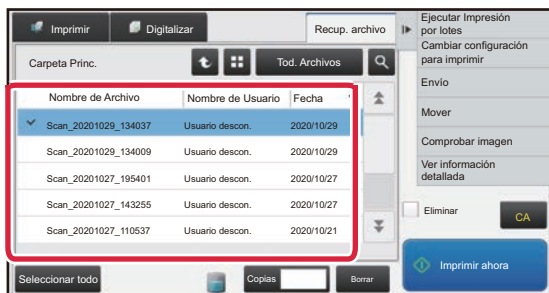 Imprimir
Digitalizar
Recup. archivo
Carpeta Princ.
Tod. Archivos
Nombre de Archivo Nombre de Usuario Fecha
Scan_20201029_134037 Usuario descon. 2020/10/29
Scan_20201029_134009 Usuario descon. 2020/10/29
Scan_20201027_195401 Usuario descon. 2020/10/27
Scan_20201027_143255 Usuario descon. 2020/10/27
Scan_20201027_110537 Usuario descon. 2020/10/21
Seleccionar todo
Copias
Borrar
Ejecutar Impresión
por lotes
Cambiar configuración
para imprimir
Envío
Mover
Comprobar imagen
Ver información
detallada
Eliminar
CA
Imprimir ahora